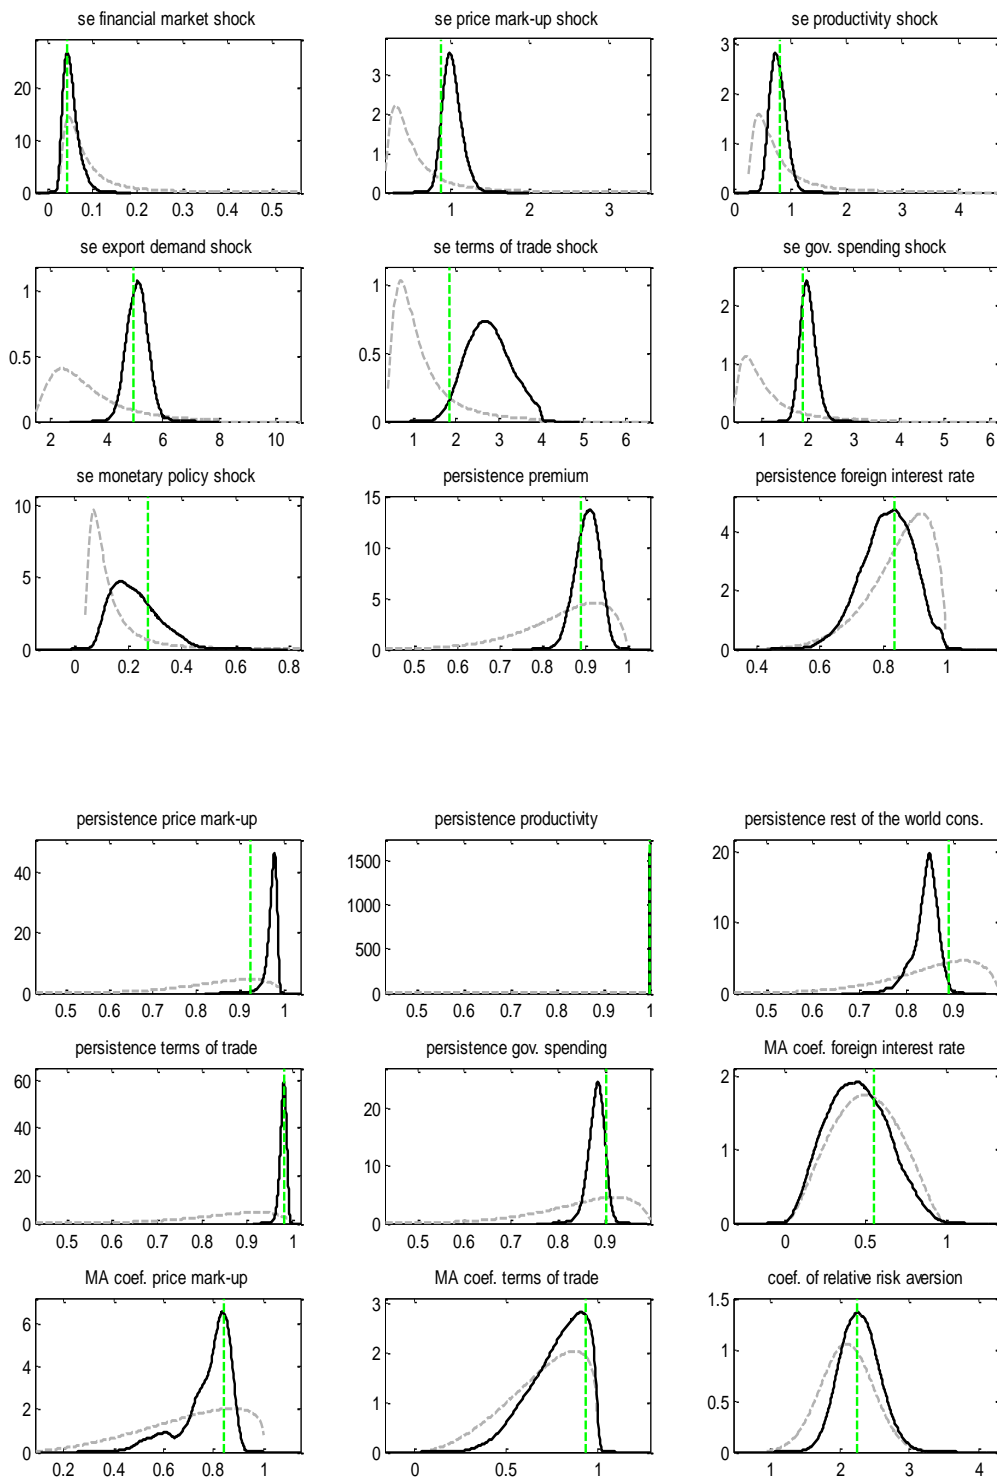 se financial market shock
se price mark-up shock
se productivity shock
20
10
0
0 0.1 0.2 0.3 0.4 0.5
3
2
1
0
1 2 3
3
2
1
0
0 1 2 3 4
se export demand shock
se terms of trade shock
se gov. spending shock
1
0.5
0
2 4 6 8 10
1
0.5
0
1 2 3 4 5 6
2
1
0
1 2 3 4 5 6
se monetary policy shock
persistence premium
persistence foreign interest rate
10
5
0
0 0.2 0.4 0.6 0.8
15
10
5
0
0.5 0.6 0.7 0.8 0.9 1
4
2
0
0.4 0.6 0.8 1
persistence price mark-up
persistence productivity
persistence rest of the world cons.
40
20
0
0.5 0.6 0.7 0.8 0.9 1
1500
1000
500
0
0.5 0.6 0.7 0.8 0.9 1
20
10
0
0.5 0.6 0.7 0.8 0.9
persistence terms of trade
persistence gov. spending
MA coef. foreign interest rate
60
40
20
0
0.5 0.6 0.7 0.8 0.9 1
20
10
0
0.5 0.6 0.7 0.8 0.9
2
1
0
0 0.5 1
MA coef. price mark-up
MA coef. terms of trade
coef. of relative risk aversion
6
4
2
0
0.2 0.4 0.6 0.8 1
3
2
1
0
0 0.5 1
1.5
1
0.5
0
1 2 3 4